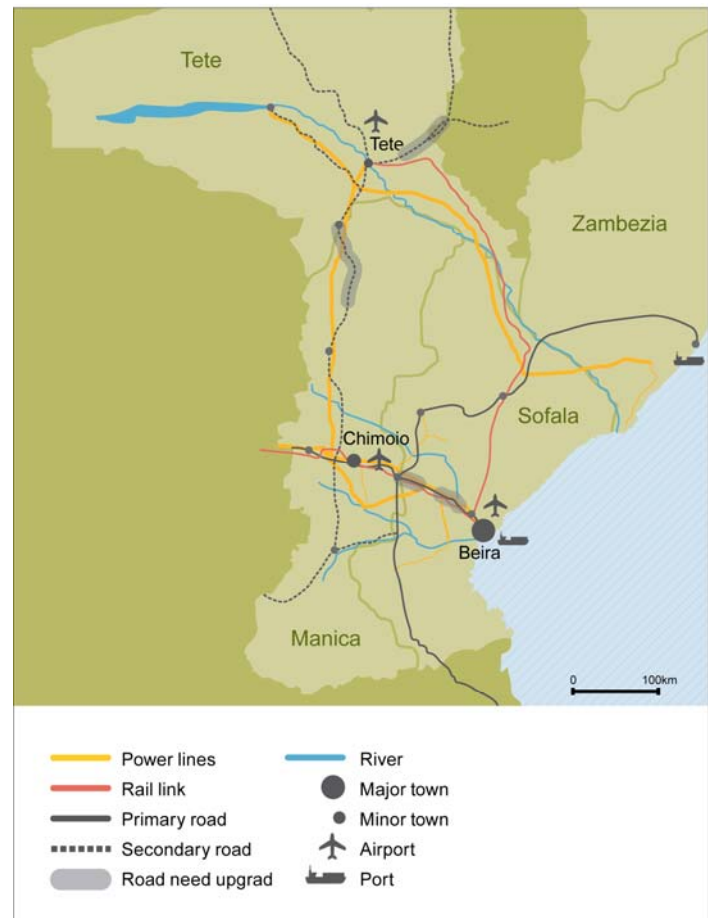 Tete
Tete
Zambezia
Sofala
Chimoio
Beira
Manica
0 100km
Power lines
Rail link
Primary road
Secondary road
Road need upgrad
River
Major town
Minor town
Airport
Port